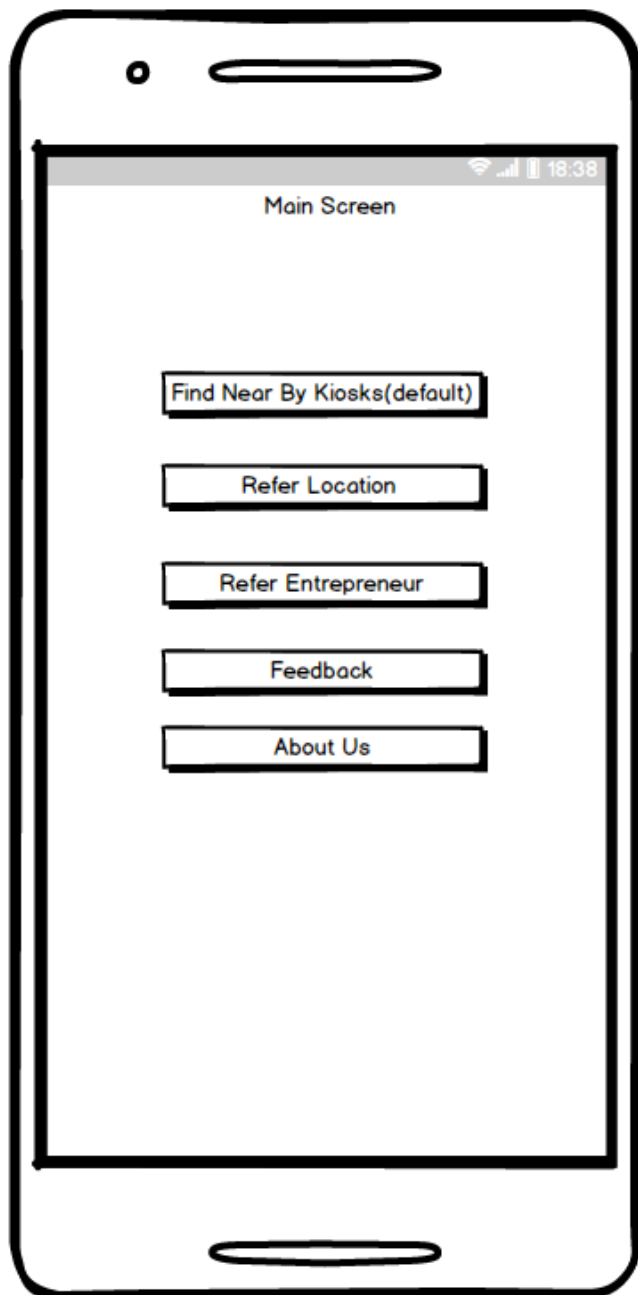 18:38
Main Screen
Find Near By Kiosks(default)
Refer Location
Refer Entrepreneur
Feedback
About Us